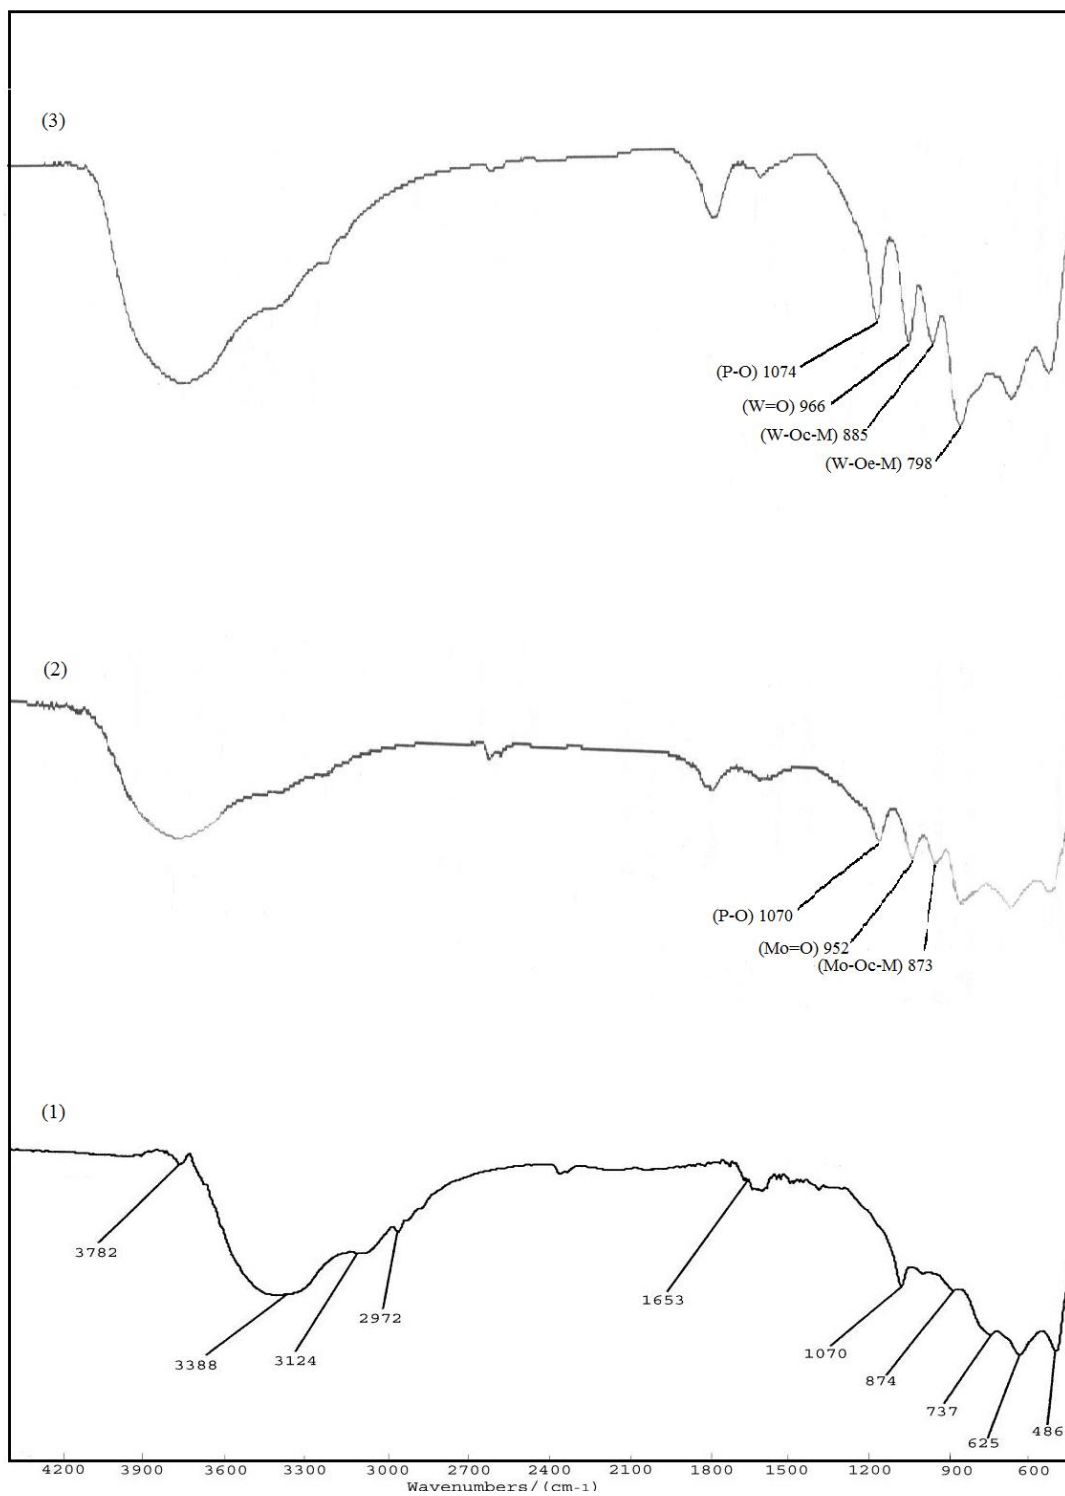 (3)
(P-O) 1074
(W=O) 966
(W-Oc-M) 885
(W-Oe-M) 798
(2)
(P-O) 1070
(Mo=O) 952
(Mo-Oc-M) 873
(1)
3782
3388
3124
2972
1653
1070
874
737
625
486
4200 3900 3600 3300 3000 2700 2400 2100 1800 1500 1200 900 600
Wavenumbers/(cm-1)